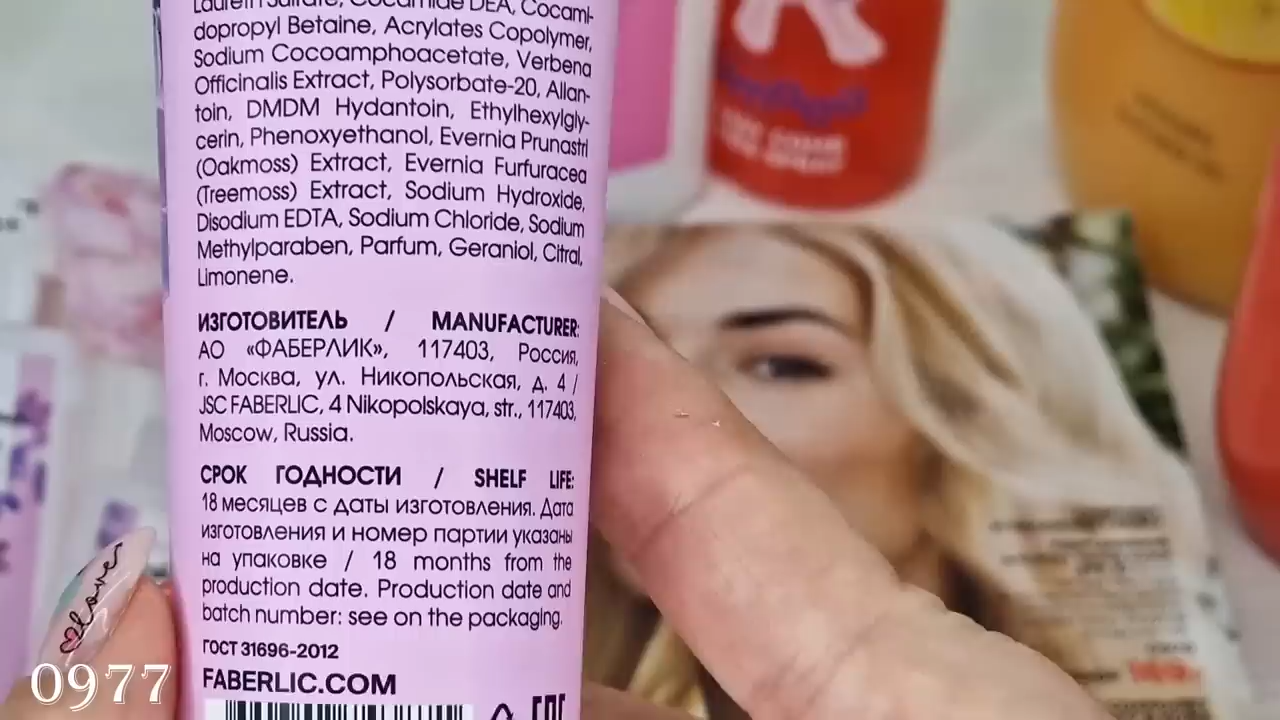 Laureth Sulfate, Cocamide DEA, Cocami-
dopropyl Betaine, Acrylates Copolymer,
Sodium Cocoamphoacetate, Verbena
Officinalis Extract, Polysorbate-20, Allan-
toin, DMDM Hydantoin, Ethylhexylgly-
cerin, Phenoxyethanol, Evernia Prunastri
(Oakmoss) Extract, Evernia Furfuracea
(Treemoss) Extract, Sodium Hydroxide,
Disodium EDTA, Sodium Chloride, Sodium
Methylparaben, Parfum, Geraniol, Citral,
Limonene.
ИЗГОТОВИТЕЛЬ / MANUFACTURER:
АО «ФАБЕРЛИК», 117403, Россия,
г. Москва, ул. Никопольская, д. 4 /
JSC FABERLIC, 4 Nikopolskaya, str., 117403,
Moscow, Russia.
СРОК ГОДНОСТИ / SHELF LIFE:
18 месяцев с даты изготовления. Дата
изготовления и номер партии указаны
на упаковке / 18 months from the
production date. Production date and
batch number: see on the packaging.
ГОСТ 31696-2012
FABERLIC.COM
EAC
love
0977